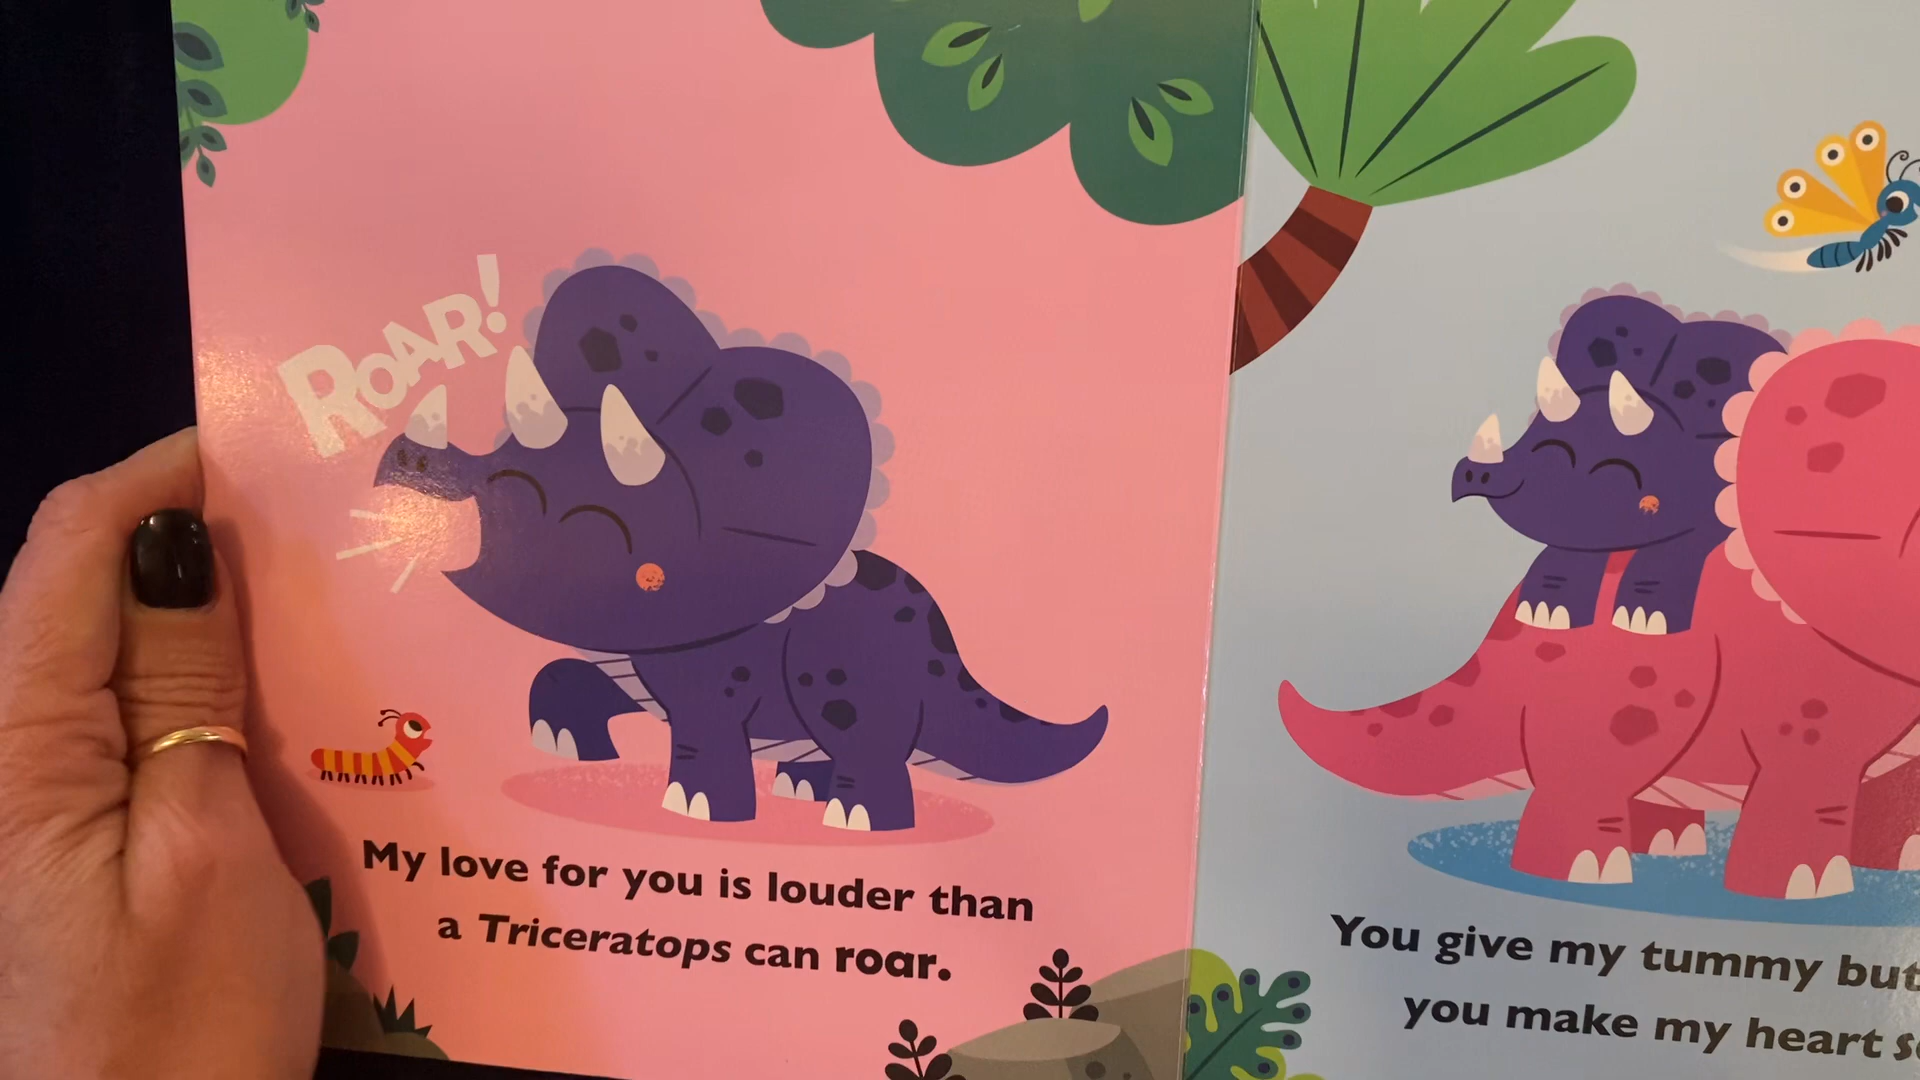 ROAR!
My love for you is louder than
a Triceratops can roar.
You give my tummy
you make my heart